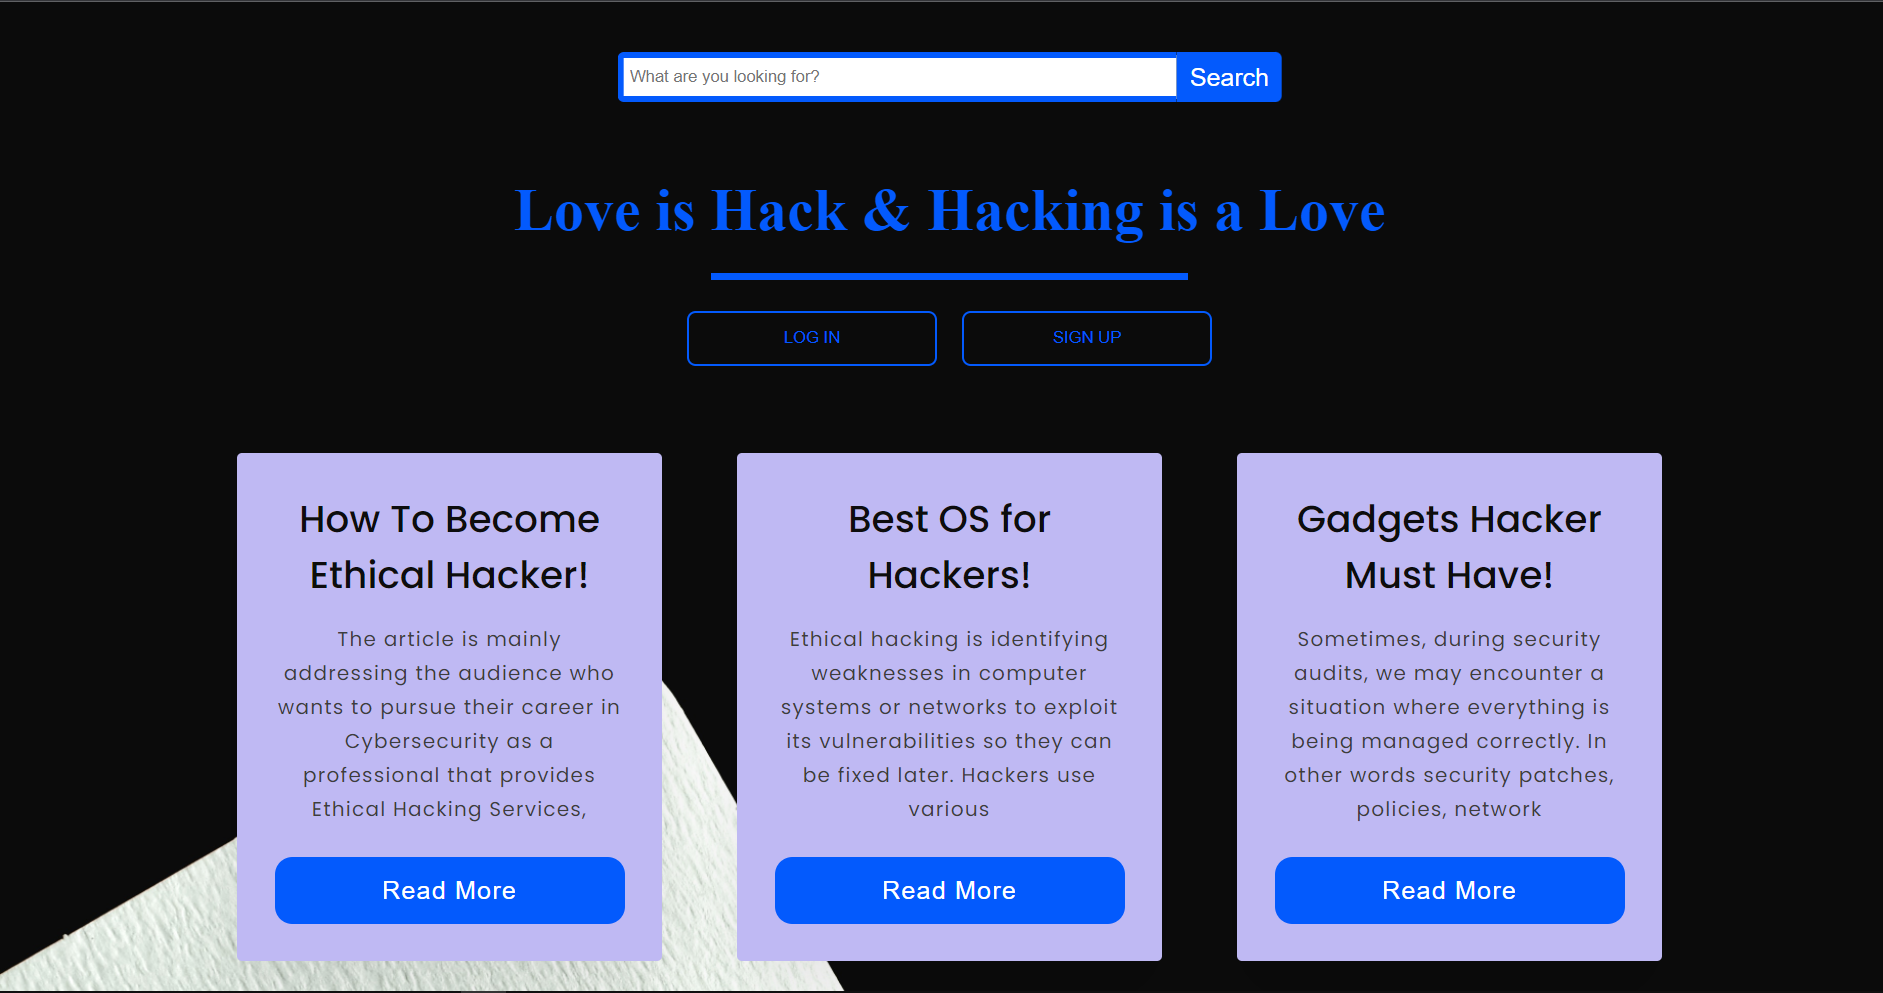 What are you looking for?
Search
Love is Hack & Hacking is a Love
LOG IN
SIGN UP
How To Become
Ethical Hacker!
The article is mainly
addressing the audience who
wants to pursue their career in
Cybersecurity as a
professional that provides
Ethical Hacking Services,
Read More
Best OS for
Hackers!
Ethical hacking is identifying
weaknesses in computer
systems or networks to exploit
its vulnerabilities so they can
be fixed later. Hackers use
various
Read More
Gadgets Hacker
Must Have!
Sometimes, during security
audits, we may encounter a
situation where everything is
being managed correctly. In
other words security patches,
policies, network
Read More